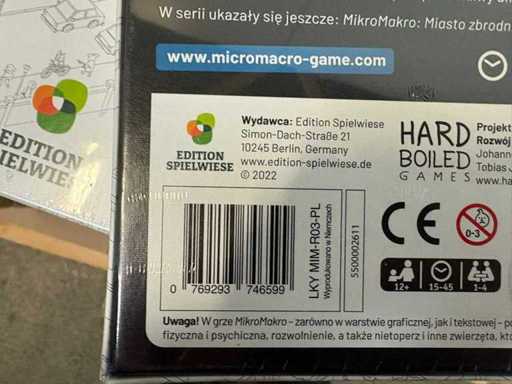 W serii ukazały się jeszcze: MikroMakro: Miasto zbrodn
www.micromacro-game.com
EDITION
SPIELWIESE
Wydawca: Edition Spielwiese
Simon-Dach-Straße 21
10245 Berlin, Germany
www.edition-spielwiese.de
© 2022
EDITION
SPIELWIESE
HARD
BOILED
GAMES
Projekt
Rozwój
Johann
Tobias
www.ha
LKY MIM-R03-PL
Wyprodukowano w Niemczech
5500002611
0 769293 746599
CE
0-3
12+
15-45
1-4
Uwaga! W grze MikroMakro – zarówno w warstwie graficznej, jak i tekstowej – p
fizyczna i psychiczna, rozwolnienie, a także nietoperz i inne zwierzęta, kt